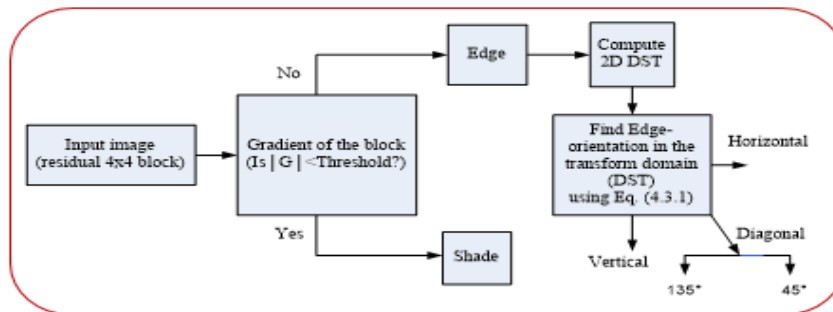 Input image
(residual 4x4 block)
Gradient of the block
(Is | G | <Threshold?)
No
Yes
Edge
Shade
Compute
2D DST
Find Edge-
orientation in the
transform domain
(DST)
using Eq. (4.3.1)
Horizontal
Vertical
Diagonal
135°
45°